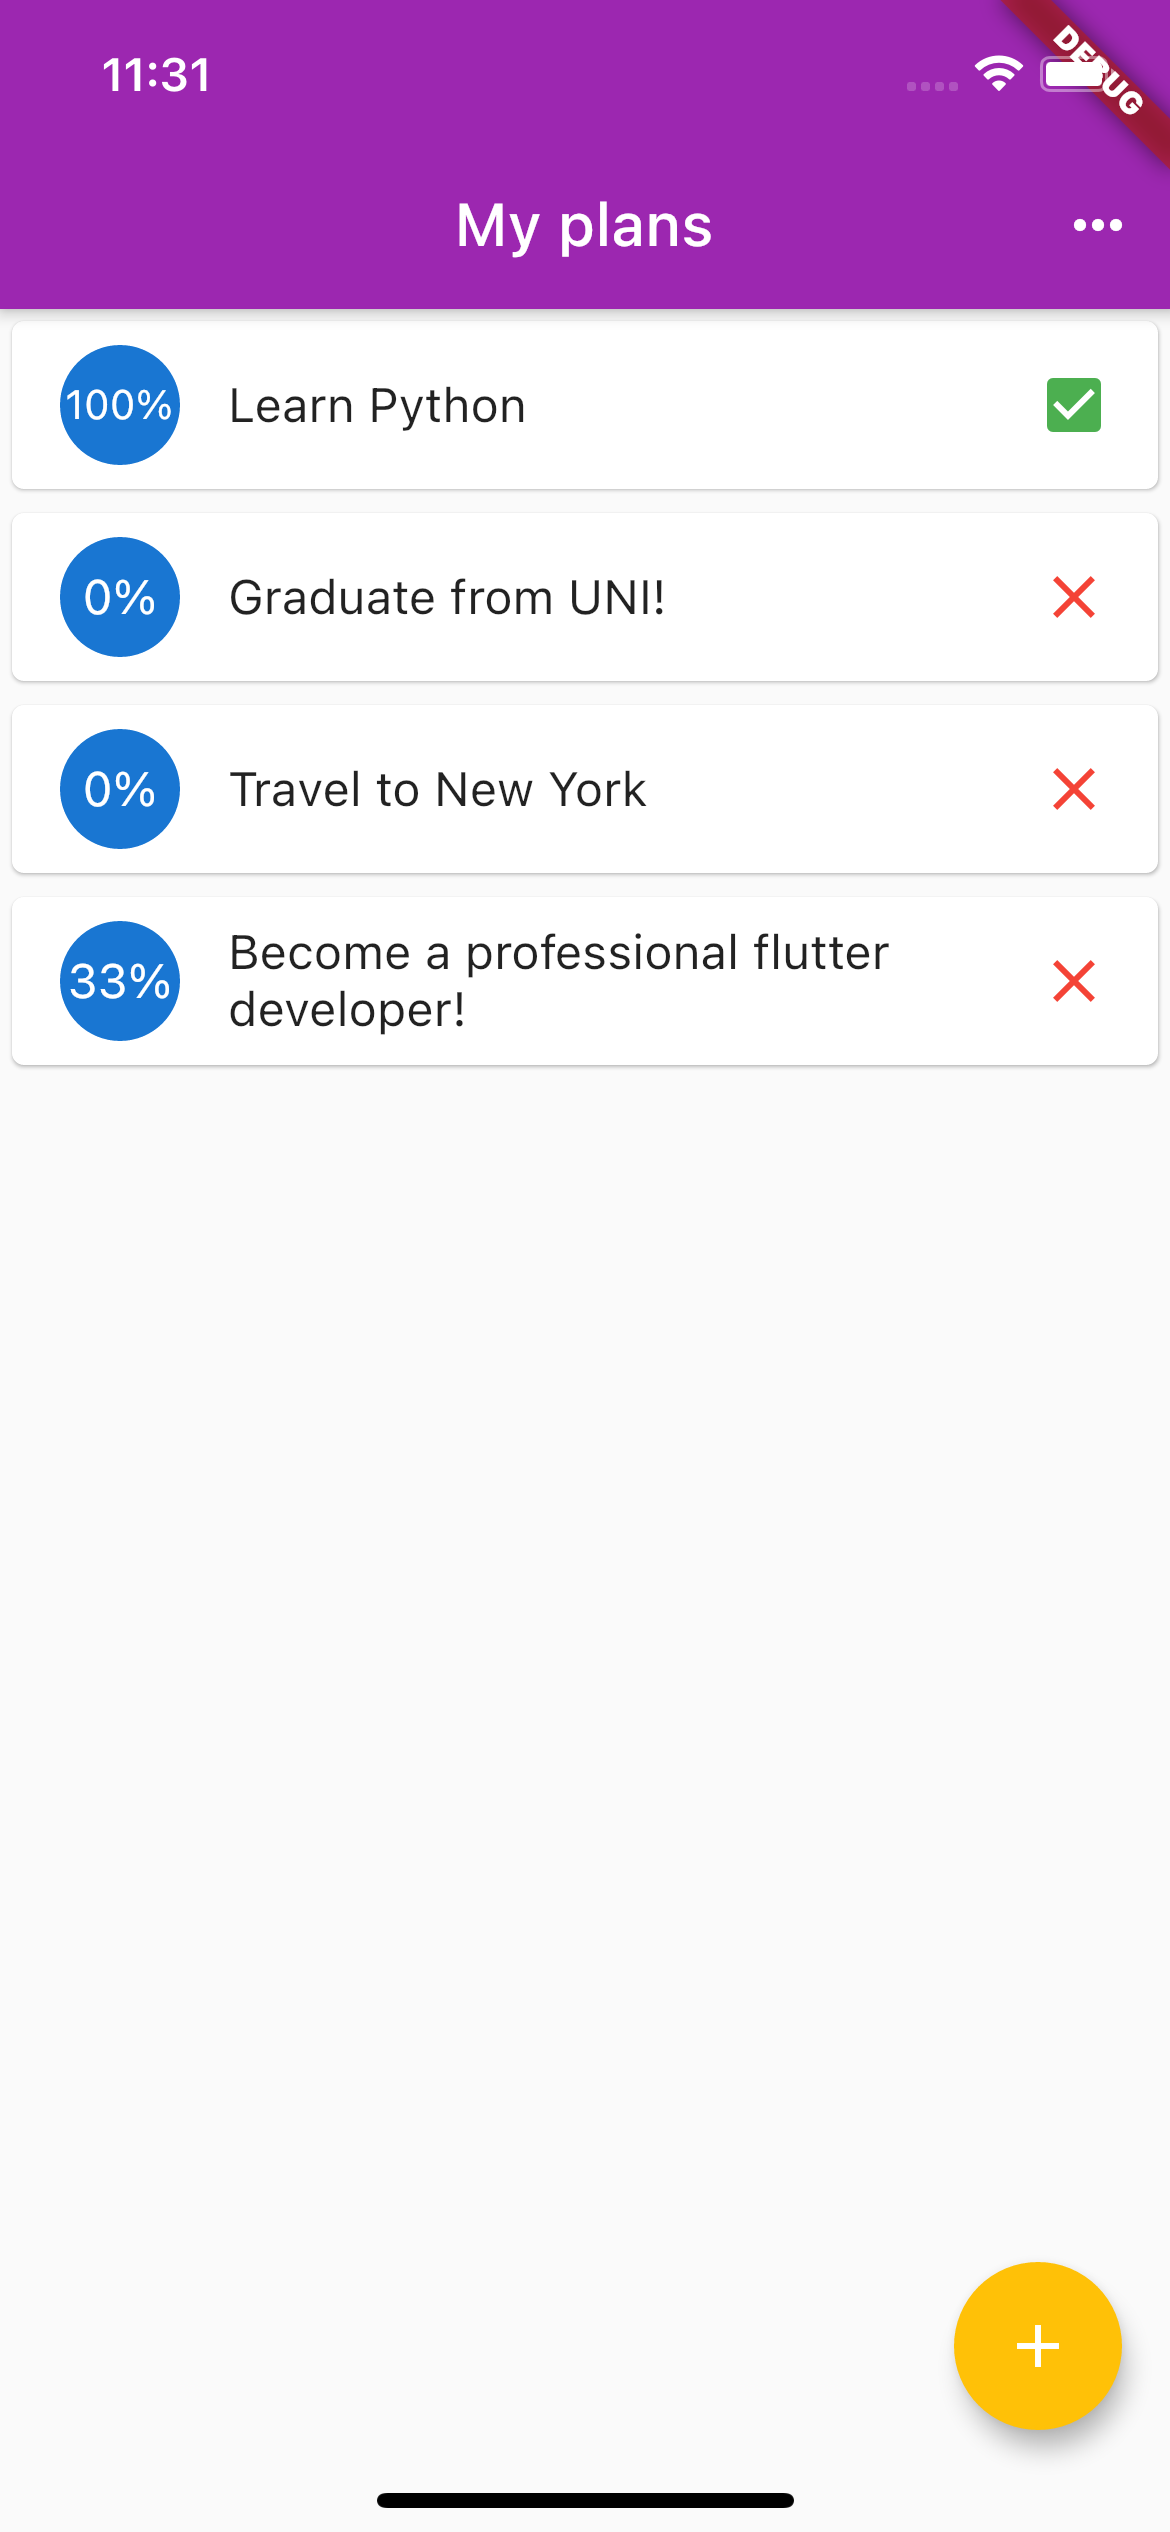 11:31
DEBUG
My plans
100%
Learn Python
0%
Graduate from UNI!
0%
Travel to New York
33%
Become a professional flutter
developer!